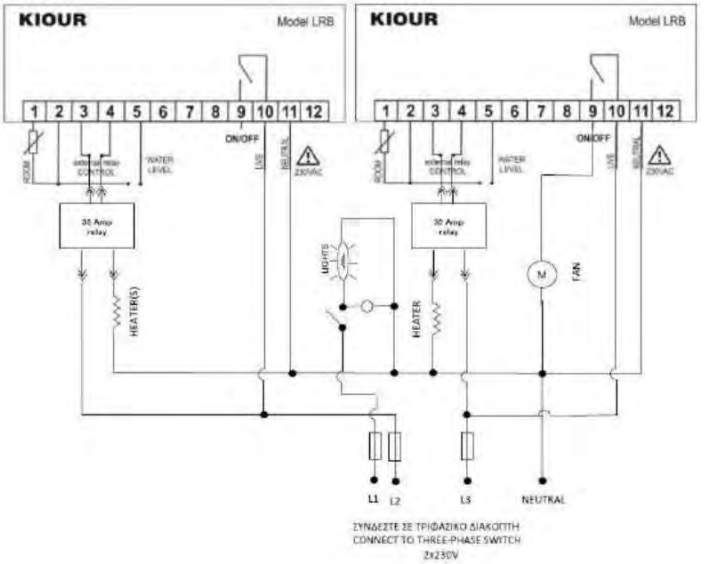 KIOUR Model LRB
1 2 3 4 5 6 7 8 9 10 11 12
ROOM
external relay
CONTROL
WATER
LEVEL
ON/OFF
LIVE
NEUTRAL
230VAC
30 Amp
relay
HEATER(S)
LIGHTS
KIOUR Model LRB
1 2 3 4 5 6 7 8 9 10 11 12
ROOM
external relay
CONTROL
WATER
LEVEL
ON/OFF
LIVE
NEUTRAL
230VAC
30 Amp
relay
HEATER
M
FAN
L1 L2 L3 NEUTRAL
ΣΥΝΔΕΣΤΕ ΣΕ ΤΡΙΦΑΣΙΚΟ ΔΙΑΚΟΠΤΗ
CONNECT TO THREE-PHASE SWITCH
2x230V